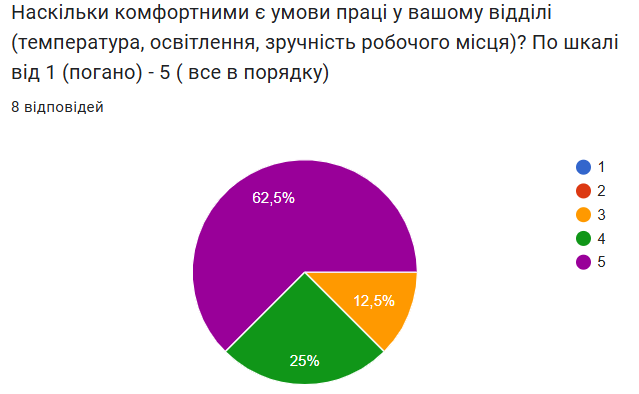 Наскільки комфортними є умови праці у вашому відділі
(температура, освітлення, зручність робочого місця)? По шкалі
від 1 (погано) - 5 ( все в порядку)
8 відповідей
62,5%
12,5%
25%
1
2
3
4
5